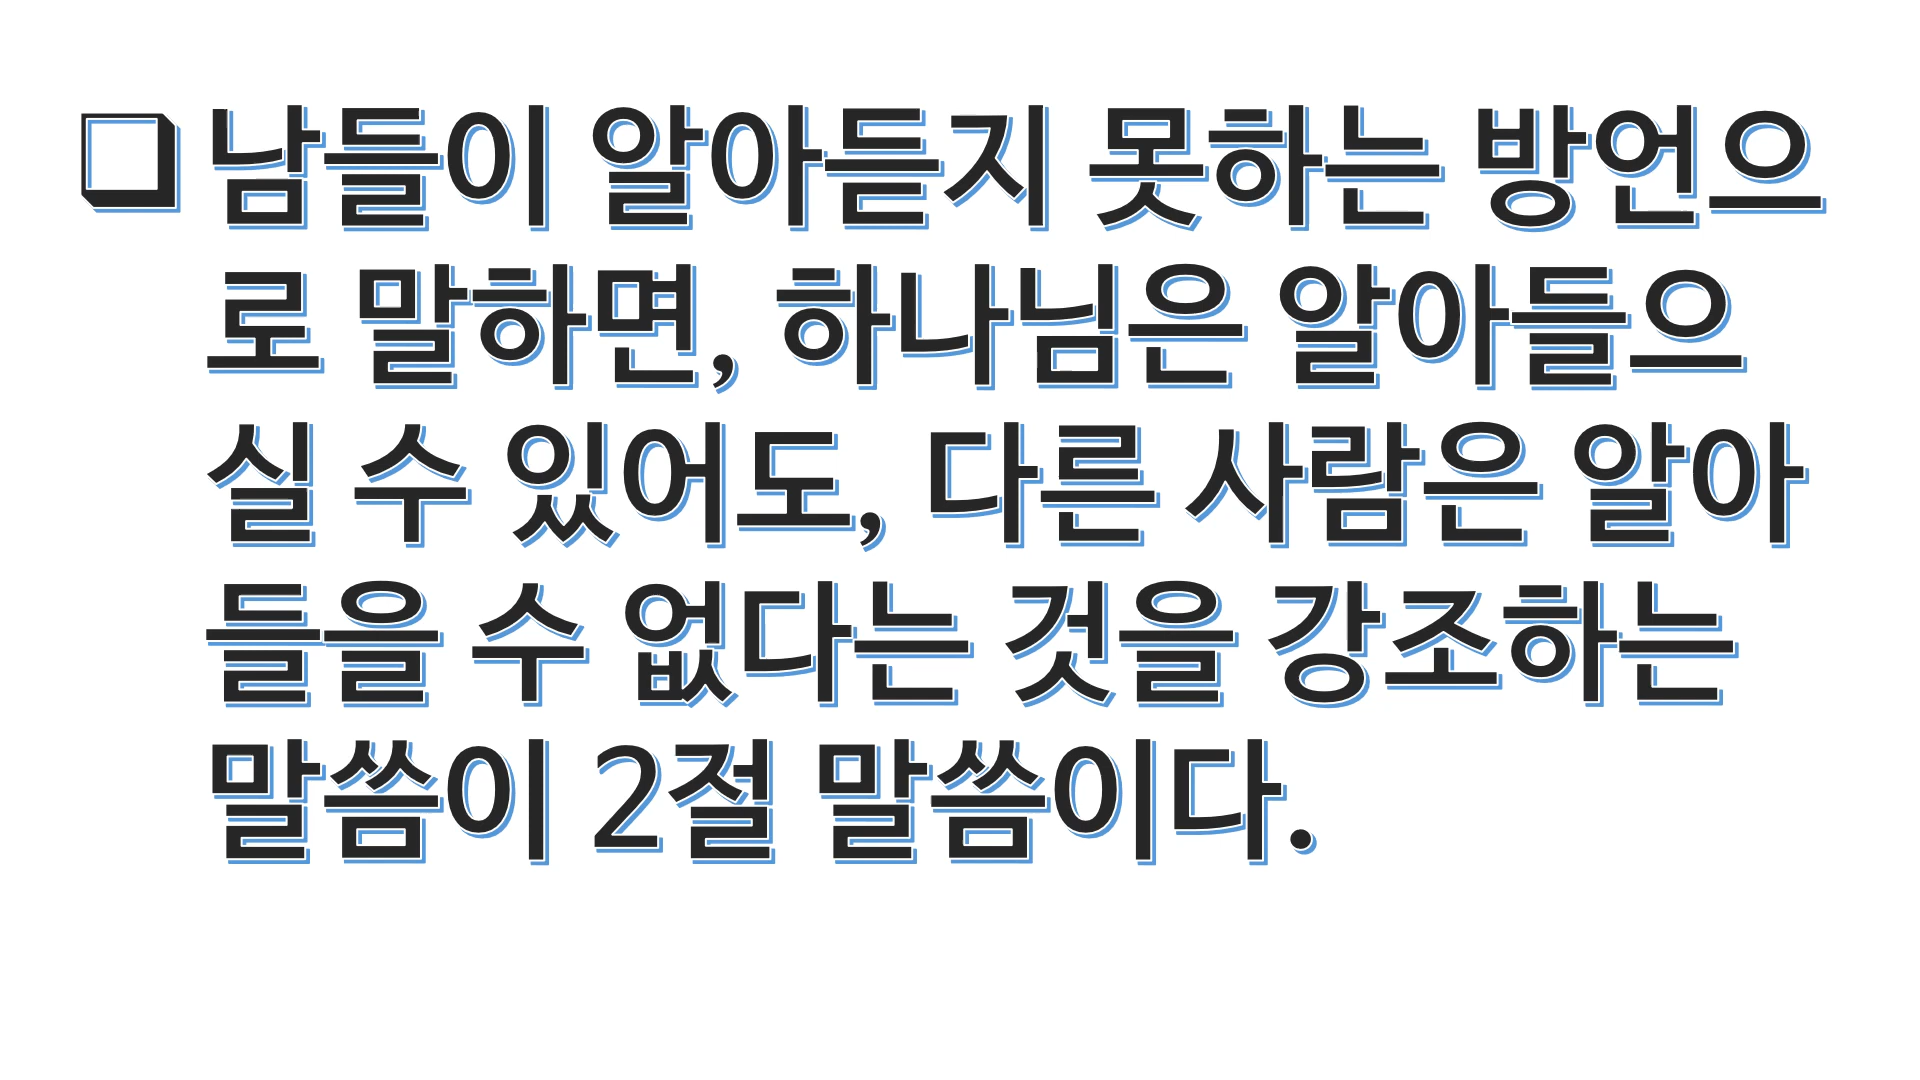 ❑남들이 알아듣지 못하는 방언으
로 말하면, 하나님은 알아들으
실 수 있어도, 다른 사람은 알아
들을 수 없다는 것을 강조하는
말씀이 2절 말씀이다.